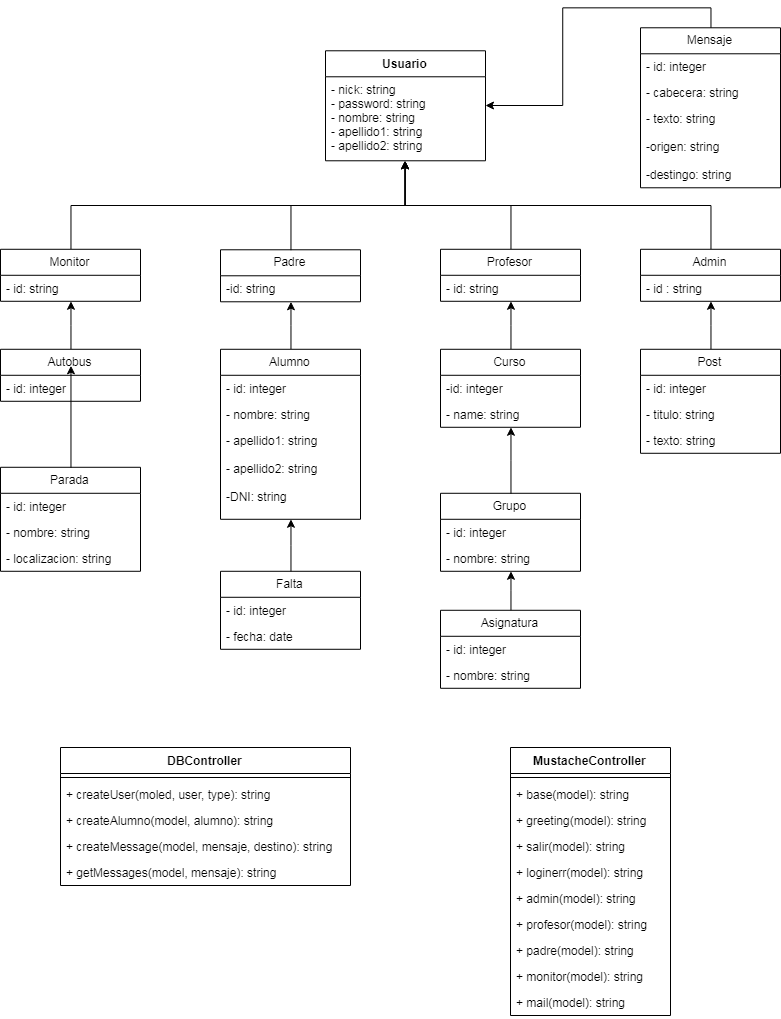 Mensaje
- id: integer
- cabecera: string
- texto: string
-origen: string
-destingo: string
Usuario
- nick: string
- password: string
- nombre: string
- apellido1: string
- apellido2: string
Monitor
- id: string
Padre
-id: string
Profesor
- id: string
Admin
- id : string
Autobus
- id: integer
Alumno
- id: integer
- nombre: string
- apellido1: string
- apellido2: string
-DNI: string
Curso
-id: integer
- name: string
Post
- id: integer
- titulo: string
- texto: string
Parada
- id: integer
- nombre: string
- localizacion: string
Grupo
- id: integer
- nombre: string
Falta
- id: integer
- fecha: date
Asignatura
- id: integer
- nombre: string
DBController
+ createUser(moled, user, type): string
+ createAlumno(model, alumno): string
+ createMessage(model, mensaje, destino): string
+ getMessages(model, mensaje): string
MustacheController
+ base(model): string
+ greeting(model): string
+ salir(model): string
+ loginerr(model): string
+ admin(model): string
+ profesor(model): string
+ padre(model): string
+ monitor(model): string
+ mail(model): string